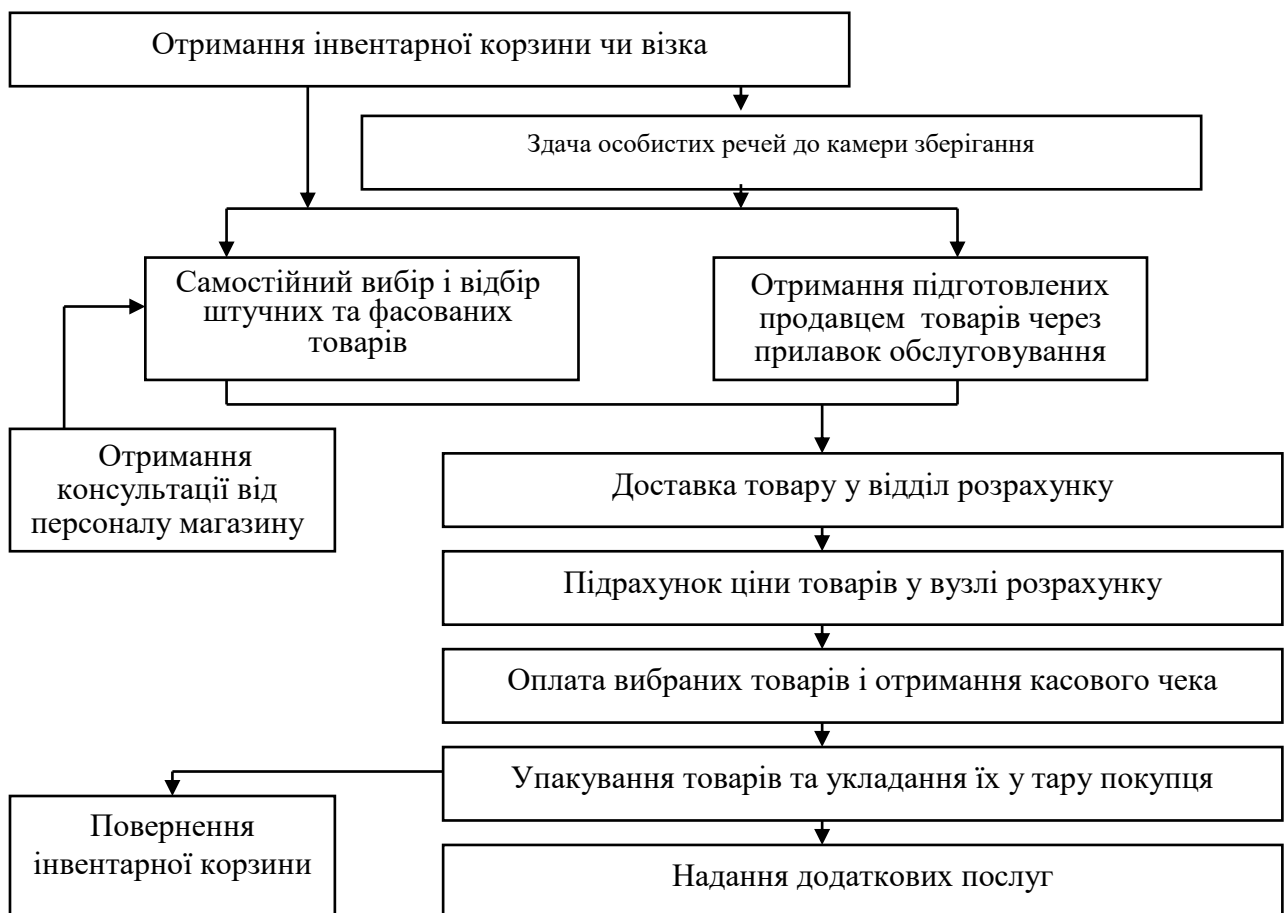 Отримання інвентарної корзини чи візка
Здача особистих речей до камери зберігання
Самостійний вибір і відбір
штучних та фасованих
товарів
Отримання підготовлених
продавцем товарів через
прилавок обслуговування
Отримання
консультації від
персоналу магазину
Доставка товару у відділ розрахунку
Підрахунок ціни товарів у вузлі розрахунку
Оплата вибраних товарів і отримання касового чека
Упакування товарів та укладання їх у тару покупця
Повернення
інвентарної корзини
Надання додаткових послуг